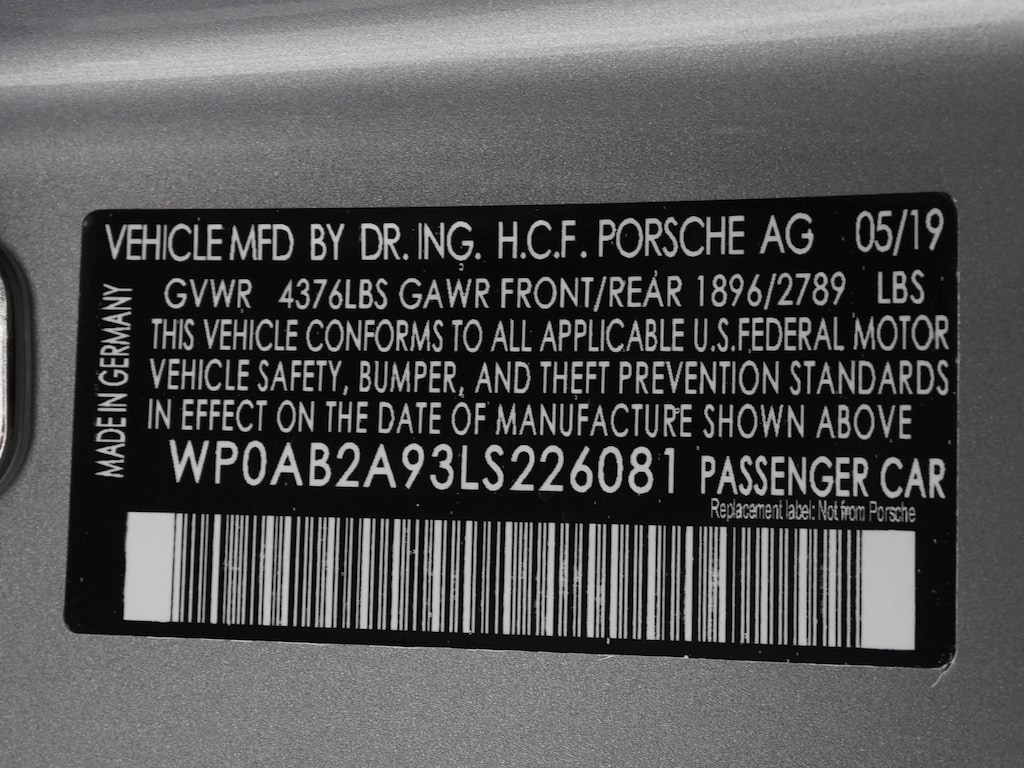 VEHICLE MFD BY DR. ING. H.C.F. PORSCHE AG 05/19
GVWR 4376LBS GAWR FRONT/REAR 1896/2789 LBS
THIS VEHICLE CONFORMS TO ALL APPLICABLE U.S.FEDERAL MOTOR
VEHICLE SAFETY, BUMPER, AND THEFT PREVENTION STANDARDS
IN EFFECT ON THE DATE OF MANUFACTURE SHOWN ABOVE
WP0AB2A93LS226081 PASSENGER CAR
Replacement label: Not from Porsche
MADE IN GERMANY